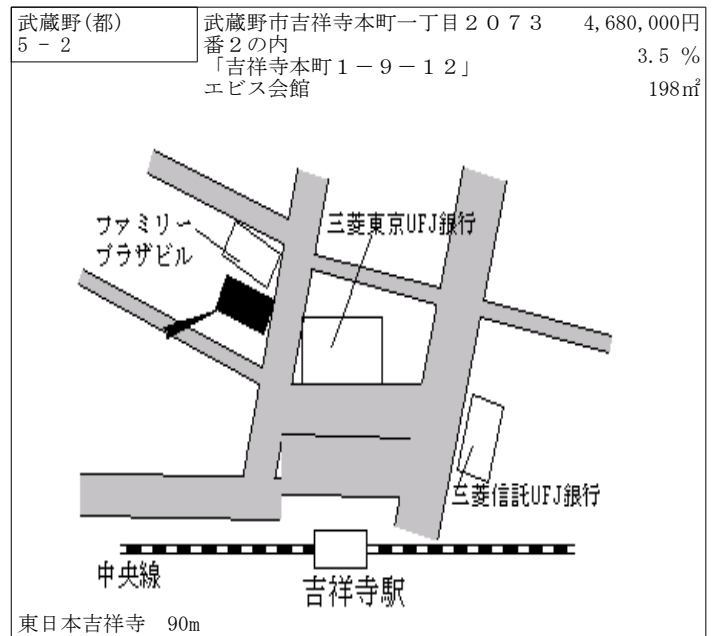 武蔵野(都)
5 - 2
武蔵野市吉祥寺本町一丁目２０７３
番２の内
「吉祥寺本町１－９－１２」
エビス会館
4,680,000円
3.5 %
198㎡
ファミリー
プラザビル
三菱東京UFJ銀行
三菱信託UFJ銀行
中央線
吉祥寺駅
東日本吉祥寺　90m